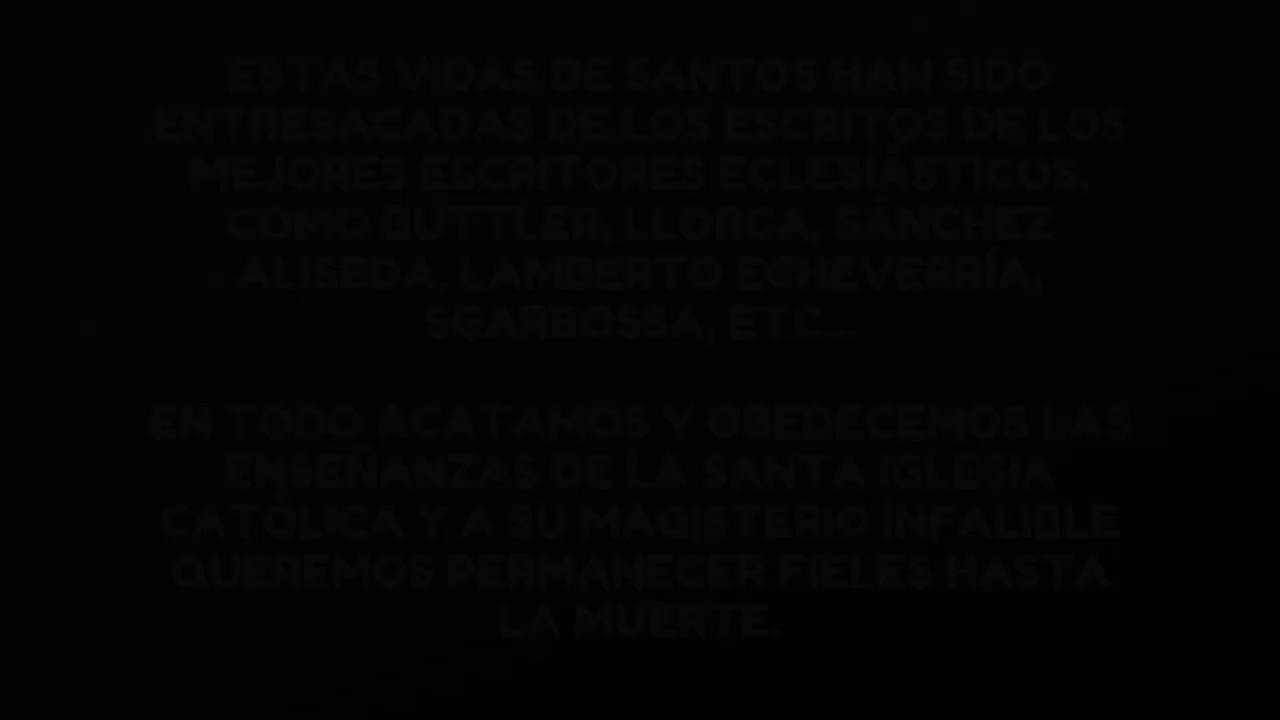 ESTAS VIDAS DE SANTOS HAN SIDO
ENTRESACADAS DE LOS ESCRITOS DE LOS
MEJORES ESCRITORES ECLESIÁSTICOS,
COMO BUTTLER, LLORCA, SÁNCHEZ
ALISEDA, LAMBERTO ECHEVERRÍA,
SGARBOSSA, ETC...
EN TODO ACATAMOS Y OBEDECEMOS LAS
ENSEÑANZAS DE LA SANTA IGLESIA
CATÓLICA Y A SU MAGISTERIO INFALIBLE
QUEREMOS PERMANECER FIELES HASTA
LA MUERTE.